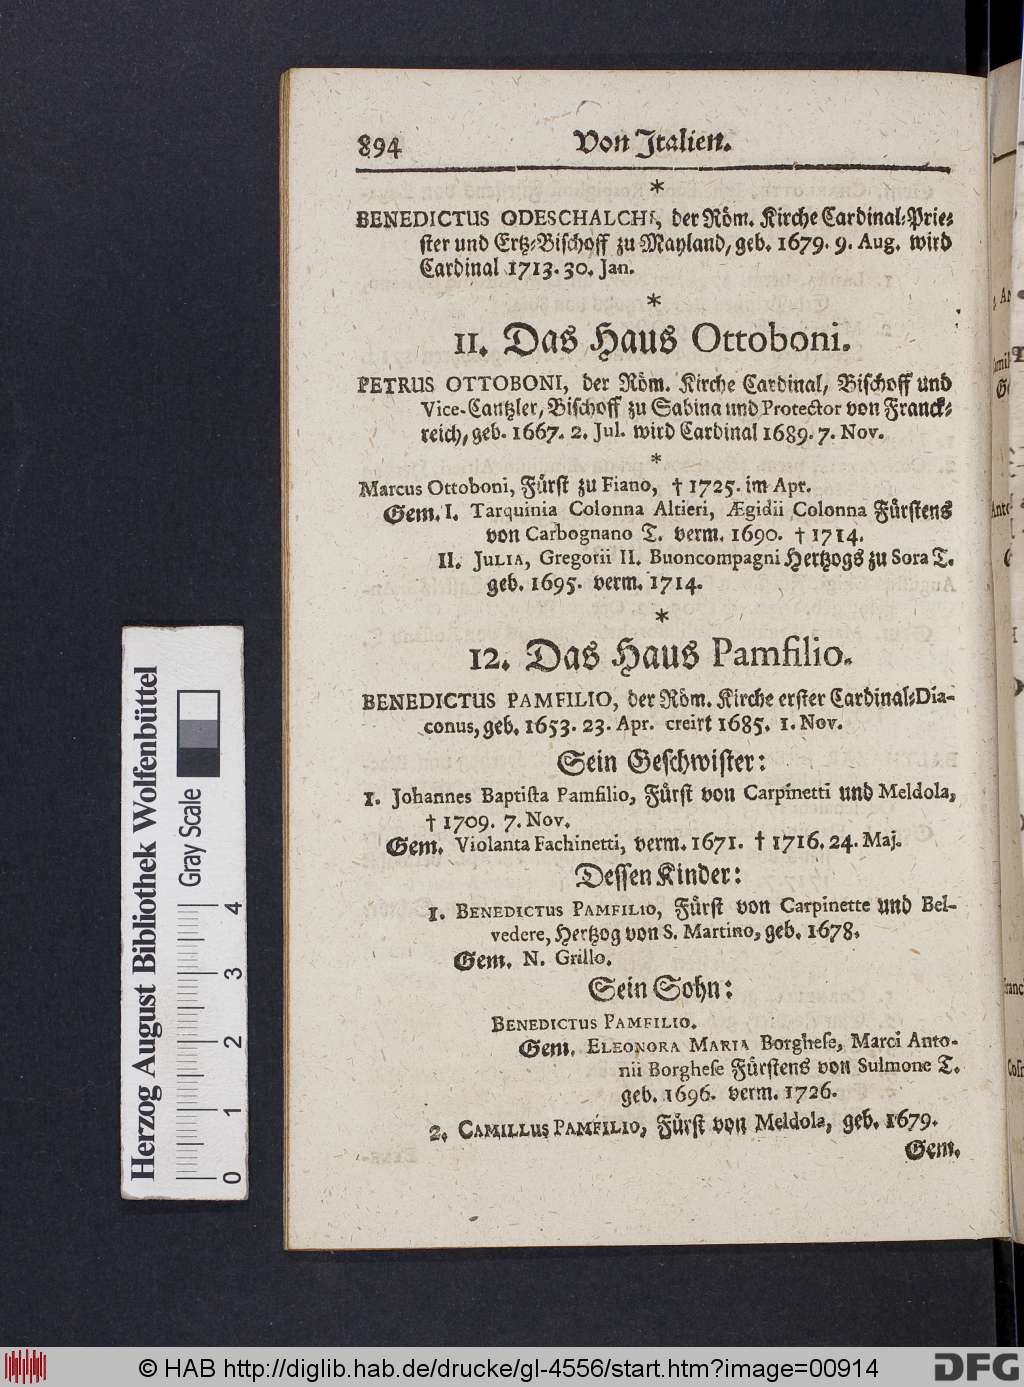 894 Von Italien.
*
BENEDICTUS ODESCHALCHI, der Röm. Kirche Cardinal-Prie-
ster und Ertz-Bischoff zu Mayland, geb. 1679. 9. Aug. wird
Cardinal 1713. 30. Jan.
*
11. Das Haus Ottoboni.
PETRUS OTTOBONI, der Röm. Kirche Cardinal, Bischoff und
Vice-Cantzler, Bischoff zu Sabina und Protector von Franck-
reich, geb. 1667. 2. Jul. wird Cardinal 1689. 7. Nov.
*
Marcus Ottoboni, Fürst zu Fiano, † 1725. im Apr.
Gem. I. Tarquinia Colonna Altieri, Ægidii Colonna Fürstens
von Carbognano T. verm. 1690. † 1714.
II. JULIA, Gregorii II. Buoncompagni Hertzogs zu Sora T.
geb. 1695. verm. 1714.
*
12. Das Haus Pamfilio.
BENEDICTUS PAMFILIO, der Röm. Kirche erster Cardinal-Dia-
conus, geb. 1653. 23. Apr. creirt 1685. 1. Nov.
Sein Geschwister:
1. Johannes Baptista Pamfilio, Fürst von Carpinetti und Meldola,
† 1709. 7. Nov.
Gem. Violanta Fachinetti, verm. 1671. † 1716. 24. Maj.
Dessen Kinder:
1. BENEDICTUS PAMFILIO, Fürst von Carpinette und Bel-
vedere, Hertzog von S. Martino, geb. 1678.
Gem. N. Grillo.
Sein Sohn:
BENEDICTUS PAMFILIO.
Gem. ELEONORA MARIA Borghese, Marci Anto-
nii Borghese Fürstens von Sulmone T.
geb. 1696. verm. 1726.
2. CAMILLUS PAMFILIO, Fürst von Meldola, geb. 1679.
Gem.
Herzog August Bibliothek Wolfenbüttel
Gray Scale
0 1 2 3 4
© HAB http://diglib.hab.de/drucke/gl-4556/start.htm?image=00914
DFG